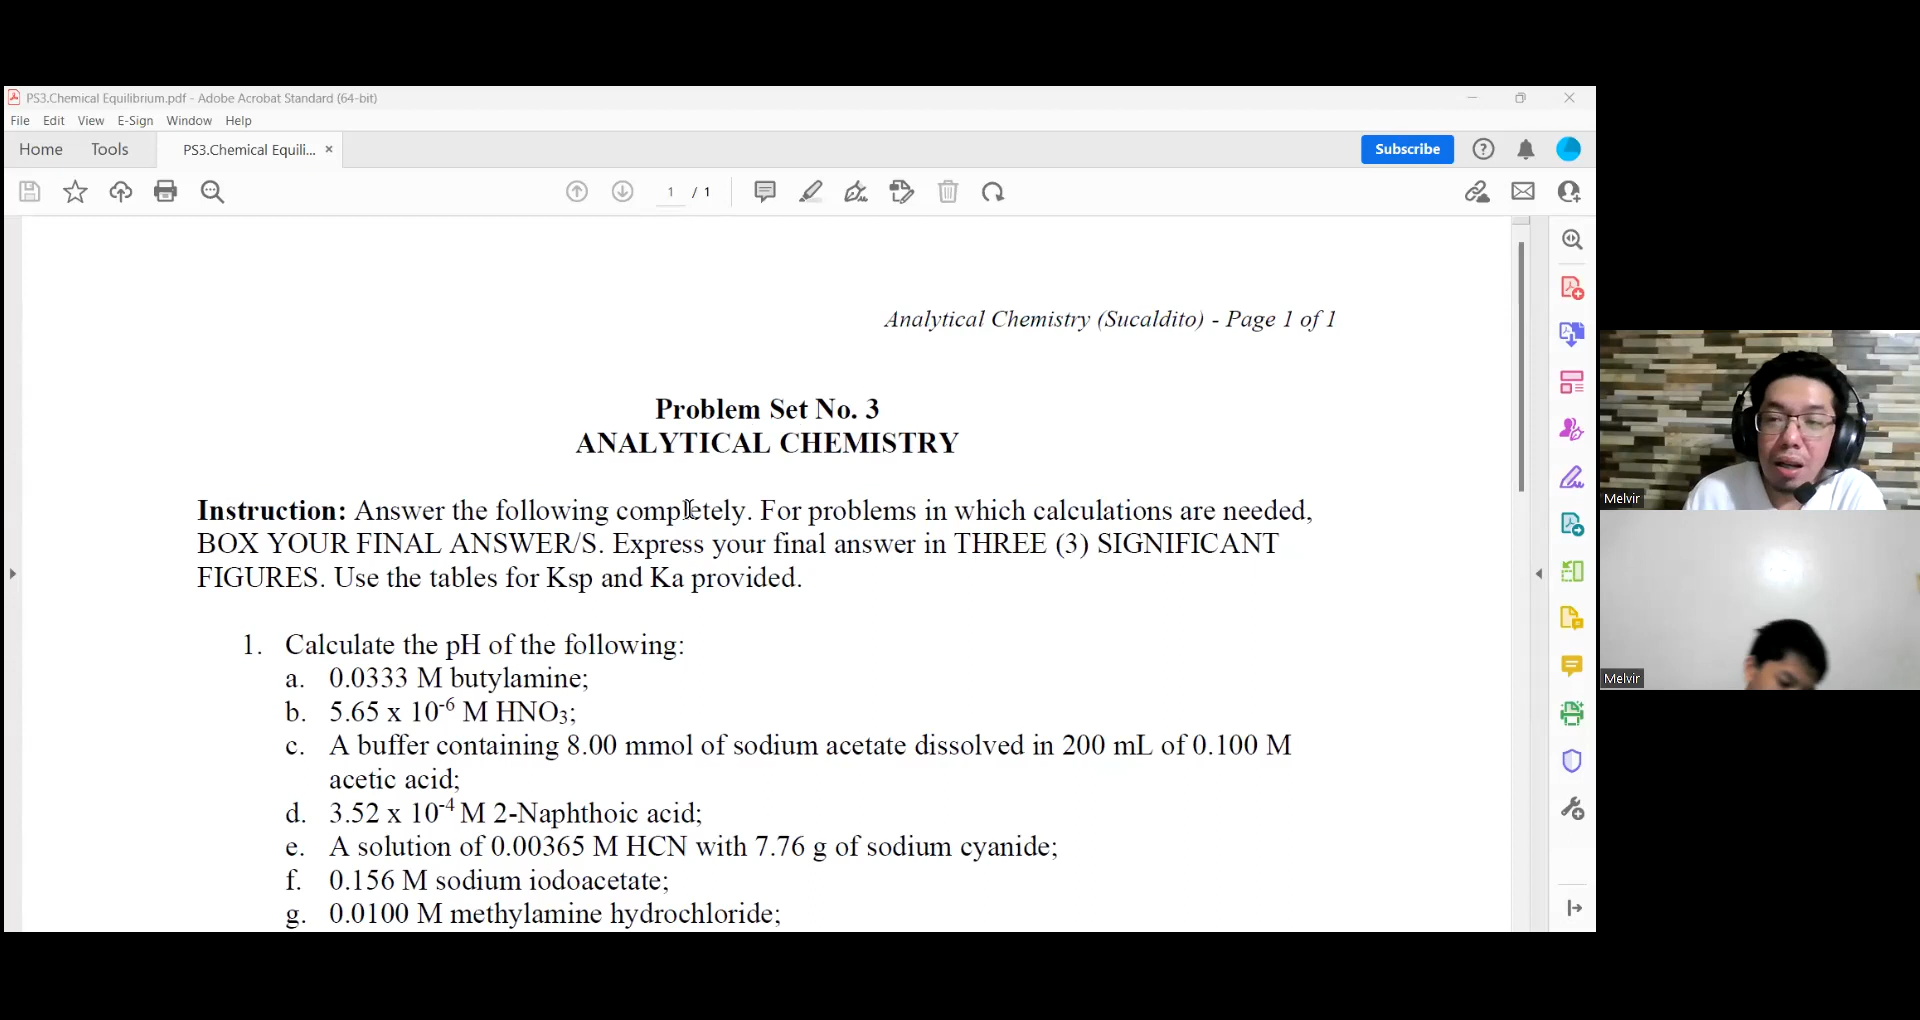 PS3.Chemical Equilibrium.pdf - Adobe Acrobat Standard (64-bit)
File Edit View E-Sign Window Help
Home Tools PS3.Chemical Equili... ×
Subscribe
1 / 1
Analytical Chemistry (Sucaldito) - Page 1 of 1
Problem Set No. 3
ANALYTICAL CHEMISTRY
Instruction: Answer the following completely. For problems in which calculations are needed,
BOX YOUR FINAL ANSWER/S. Express your final answer in THREE (3) SIGNIFICANT
FIGURES. Use the tables for Ksp and Ka provided.
1. Calculate the pH of the following:
a. 0.0333 M butylamine;
b. 5.65 x 10⁻⁶ M HNO₃;
c. A buffer containing 8.00 mmol of sodium acetate dissolved in 200 mL of 0.100 M
acetic acid;
d. 3.52 x 10⁻⁴ M 2-Naphthoic acid;
e. A solution of 0.00365 M HCN with 7.76 g of sodium cyanide;
f. 0.156 M sodium iodoacetate;
g. 0.0100 M methylamine hydrochloride;
Melvir
Melvir